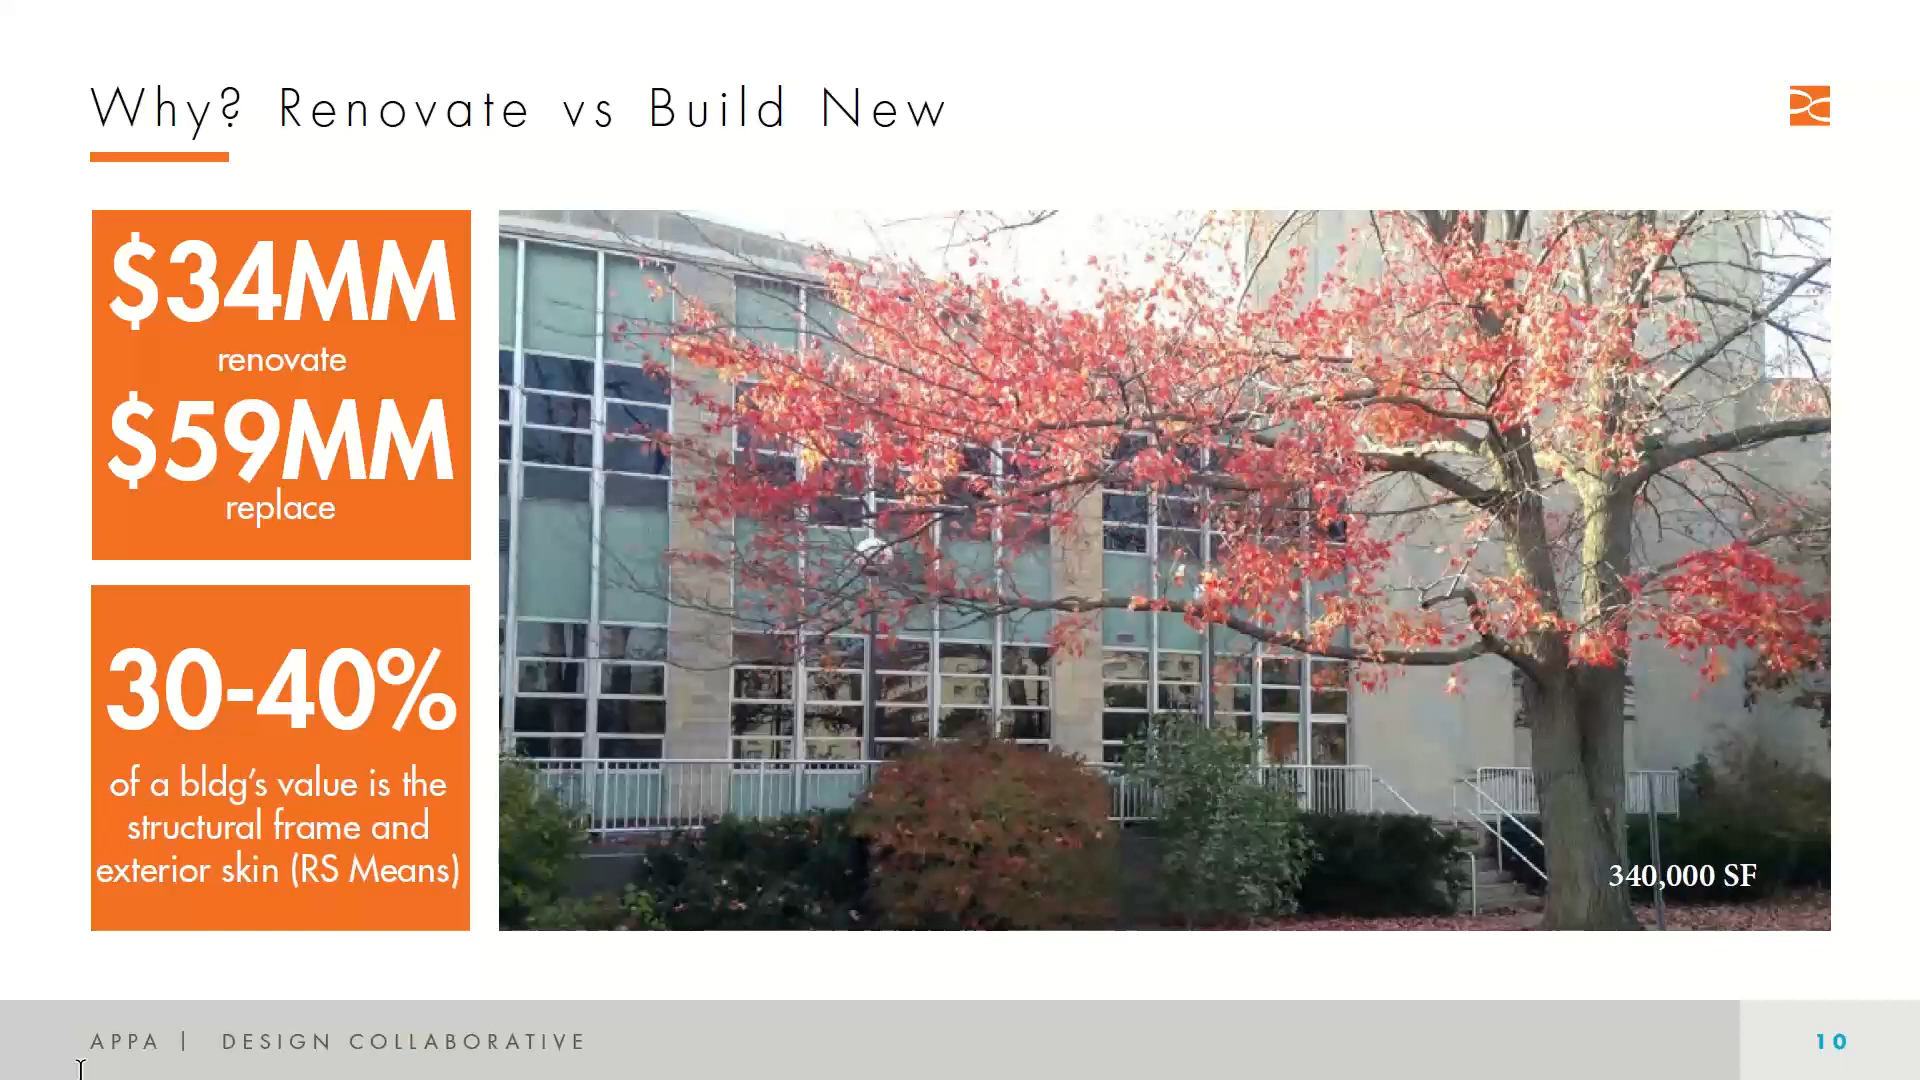 Why? Renovate vs Build New
$34MM
renovate
$59MM
replace
30-40%
of a bldg’s value is the
structural frame and
exterior skin (RS Means)
340,000 SF
APPA | DESIGN COLLABORATIVE
10